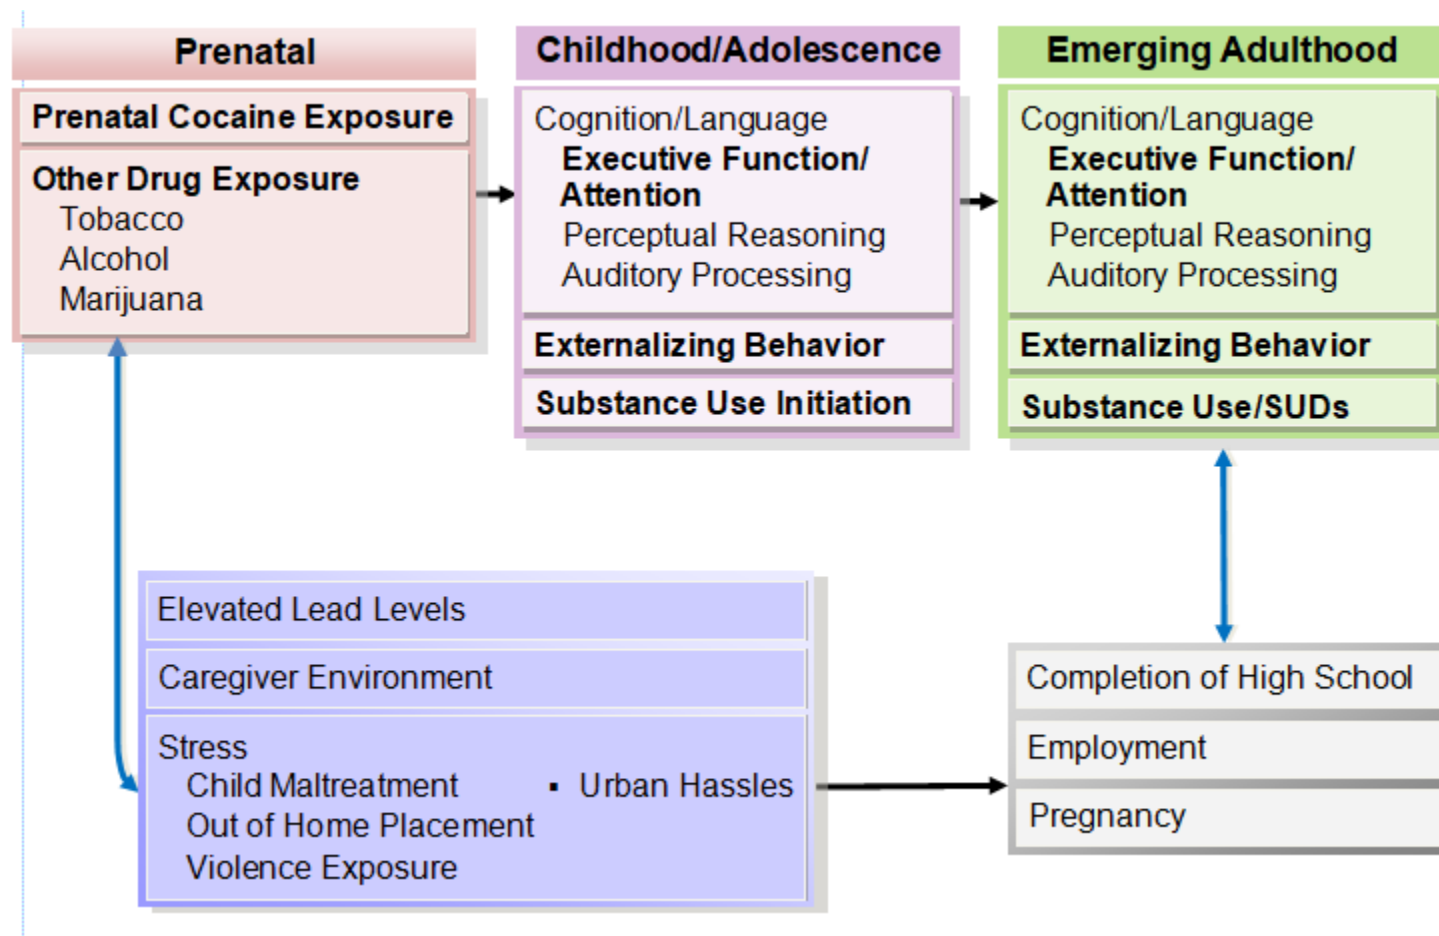 Prenatal
Prenatal Cocaine Exposure
Other Drug Exposure
Tobacco
Alcohol
Marijuana
Childhood/Adolescence
Cognition/Language
Executive Function/
Attention
Perceptual Reasoning
Auditory Processing
Externalizing Behavior
Substance Use Initiation
Emerging Adulthood
Cognition/Language
Executive Function/
Attention
Perceptual Reasoning
Auditory Processing
Externalizing Behavior
Substance Use/SUDs
Elevated Lead Levels
Caregiver Environment
Stress
Child Maltreatment ▪ Urban Hassles
Out of Home Placement
Violence Exposure
Completion of High School
Employment
Pregnancy